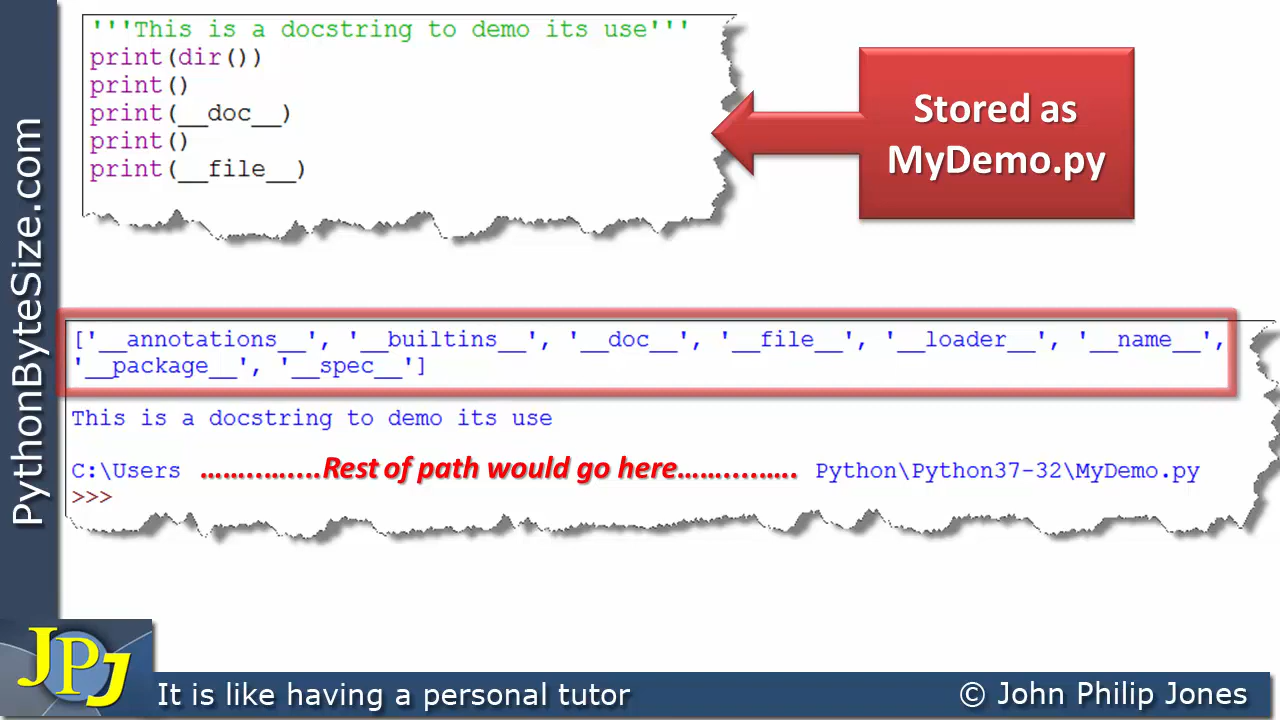 '''This is a docstring to demo its use'''
print(dir())
print()
print(__doc__)
print()
print(__file__)
Stored as
MyDemo.py
['__annotations__', '__builtins__', '__doc__', '__file__', '__loader__', '__name__',
'__package__', '__spec__']
This is a docstring to demo its use
C:\Users ……..…..….Rest of path would go here……..…..…. Python\Python37-32\MyDemo.py
>>>
PythonByteSize.com
JPJ
It is like having a personal tutor
© John Philip Jones